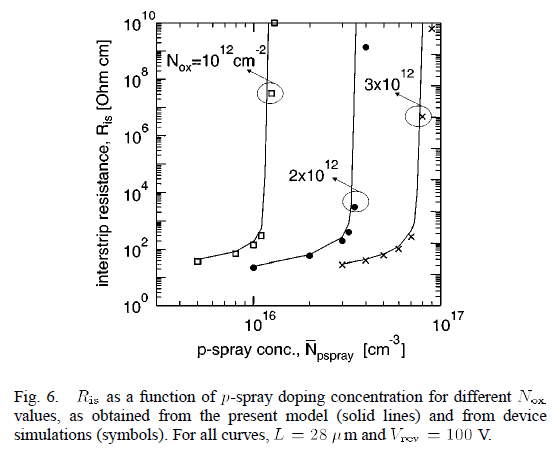 10^10
10^8
10^6
10^4
10^2
10^0
interstrip resistance, R_is [Ohm cm]
N_ox=10^12 cm^-2
3x10^12
2x10^12
10^16
10^17
p-spray conc., N̅_pspray [cm^-3]
Fig. 6. R_is as a function of p-spray doping concentration for different N_ox
values, as obtained from the present model (solid lines) and from device
simulations (symbols). For all curves, L = 28 μm and V_rev = 100 V.